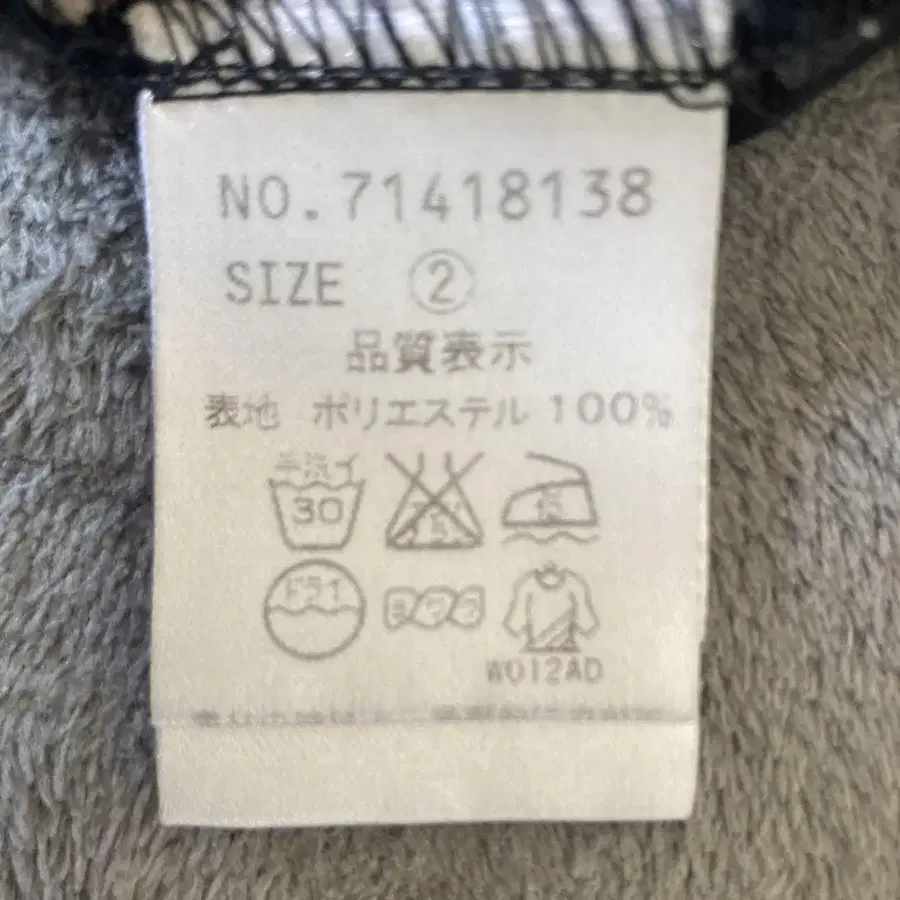 NO.71418138
SIZE ②
品質表示
表地 ポリエステル 100%
手洗イ
30
ドライ
ヨワク
W012AD